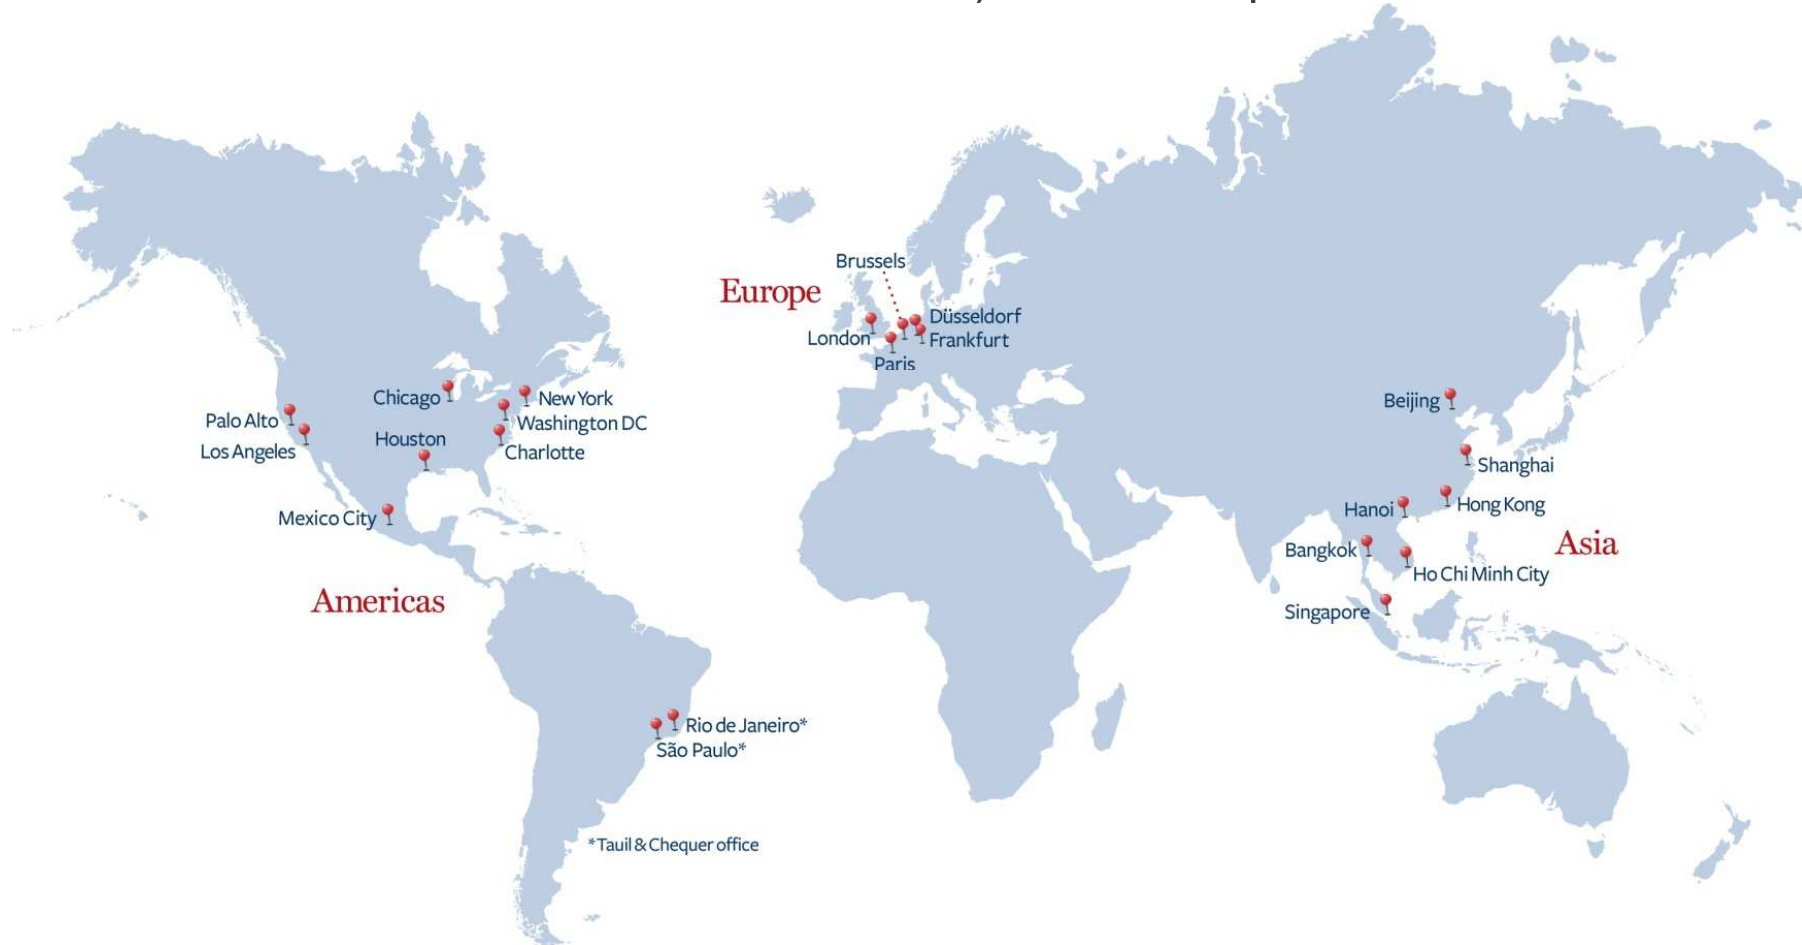 Brussels
Europe
Düsseldorf
London
Frankfurt
Paris
Chicago
New York
Palo Alto
Washington DC
Houston
Los Angeles
Charlotte
Mexico City
Americas
Beijing
Shanghai
Hanoi
Hong Kong
Asia
Bangkok
Ho Chi Minh City
Singapore
Rio de Janeiro*
São Paulo*
*Tauil & Chequer office